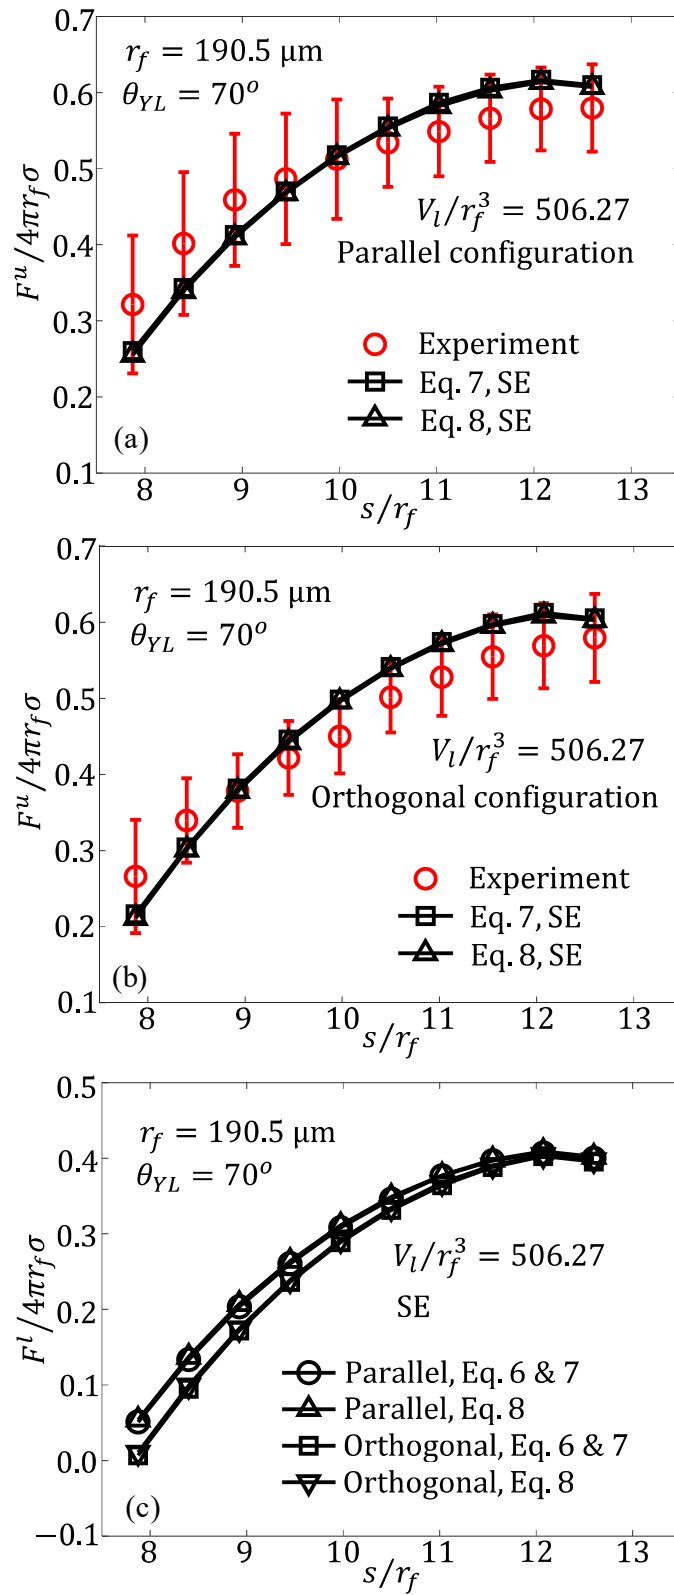 0.7
0.6
0.5
0.4
0.3
0.2
0.1
F^u/4πr_fσ
r_f = 190.5 μm
θ_YL = 70^o
V_l/r_f^3 = 506.27
Parallel configuration
Experiment
Eq. 7, SE
Eq. 8, SE
(a)
8 9 10 11 12 13
s/r_f
0.7
0.6
0.5
0.4
0.3
0.2
0.1
F^u/4πr_fσ
r_f = 190.5 μm
θ_YL = 70^o
V_l/r_f^3 = 506.27
Orthogonal configuration
Experiment
Eq. 7, SE
Eq. 8, SE
(b)
8 9 10 11 12 13
s/r_f
0.5
0.4
0.3
0.2
0.1
0.0
−0.1
F^l/4πr_fσ
r_f = 190.5 μm
θ_YL = 70^o
V_l/r_f^3 = 506.27
SE
Parallel, Eq. 6 & 7
Parallel, Eq. 8
Orthogonal, Eq. 6 & 7
Orthogonal, Eq. 8
(c)
8 9 10 11 12 13
s/r_f